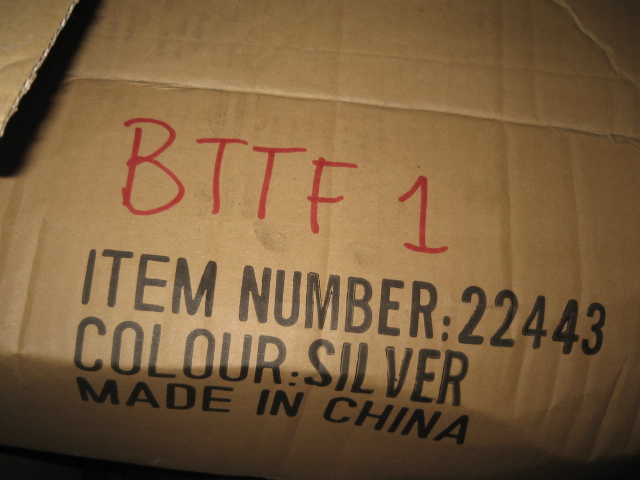 BTTF 1
ITEM NUMBER:22443
COLOUR:SILVER
MADE IN CHINA